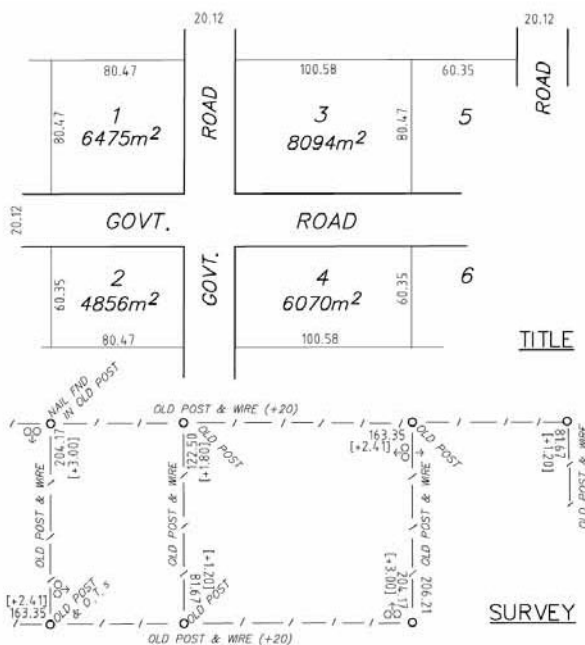 20.12
20.12
80.47
100.58
60.35
1
6475m²
80.47
ROAD
3
8094m²
80.47
5
ROAD
20.12
GOVT.
ROAD
2
4856m²
60.35
80.47
GOVT.
4
6070m²
60.35
100.58
6
TITLE
NAIL FND
IN OLD POST
OLD POST & WIRE (+20)
204.17
[+3.00]
OLD POST
122.50
[+1.80]
163.35
[+2.41]
OLD POST
81.67
[+1.20]
OLD POST & WIRE
OLD POST & WIRE
OLD POST & WIRE
OLD POST & WIRE
[+2.41]
163.35
OLD POST
& O.T,s
[+1.20]
81.67
OLD POST
[+3.00]
204.17
206.21
SURVEY
OLD POST & WIRE (+20)